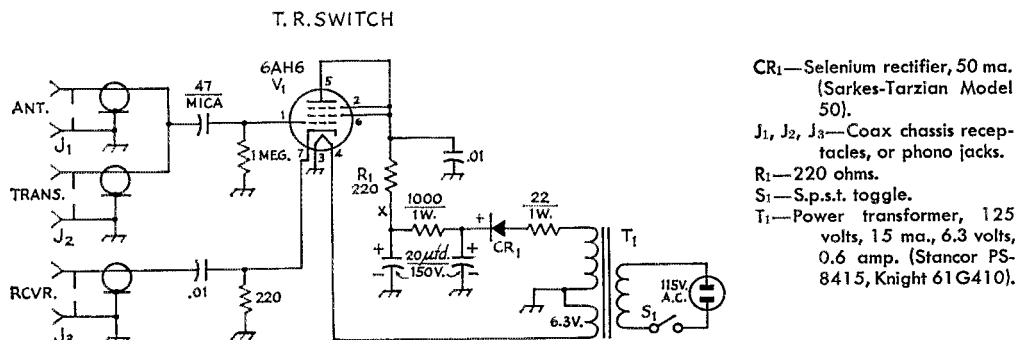 T.R. SWITCH
6AH6
V1
5
2
6
1
7
3
4
47
MICA
1 MEG.
ANT.
J1
TRANS.
J2
RCVR.
J3
.01
220
R1
220
.01
X
1000
1W.
+
20 µfd.
150V.
-
+
-
+
CR1
22
1W.
T1
6.3V.
115V.
A.C.
S1
CR1—Selenium rectifier, 50 ma.
(Sarkes-Tarzian Model
50).
J1, J2, J3—Coax chassis recep-
tacles, or phono jacks.
R1—220 ohms.
S1—S.p.s.t. toggle.
T1—Power transformer, 125
volts, 15 ma., 6.3 volts,
0.6 amp. (Stancor PS-
8415, Knight 61G410).